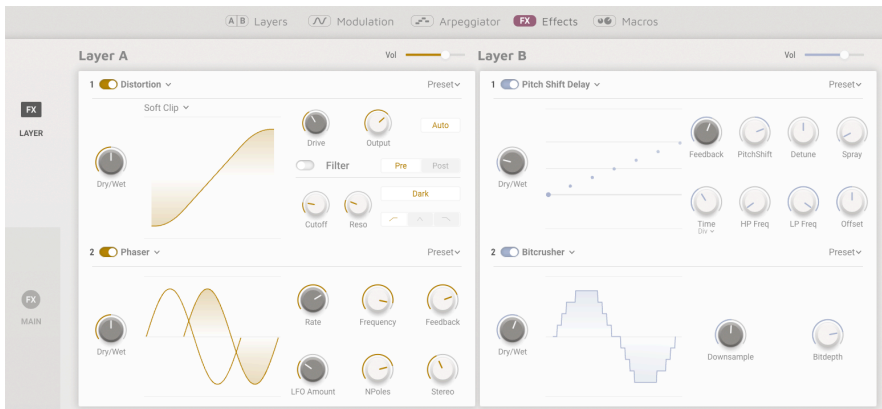 A B Layers Modulation Arpeggiator FX Effects Macros
Layer A Vol Layer B Vol
1 Distortion Preset 1 Pitch Shift Delay Preset
FX
LAYER
Soft Clip
Dry/Wet
Drive Output Auto
Filter Pre Post
Dark
Cutoff Reso
Dry/Wet
Feedback PitchShift Detune Spray
Time HP Freq LP Freq Offset
Div
2 Phaser Preset 2 Bitcrusher Preset
FX
MAIN
Dry/Wet
Rate Frequency Feedback
LFO Amount NPoles Stereo
Dry/Wet
Downsample Bitdepth